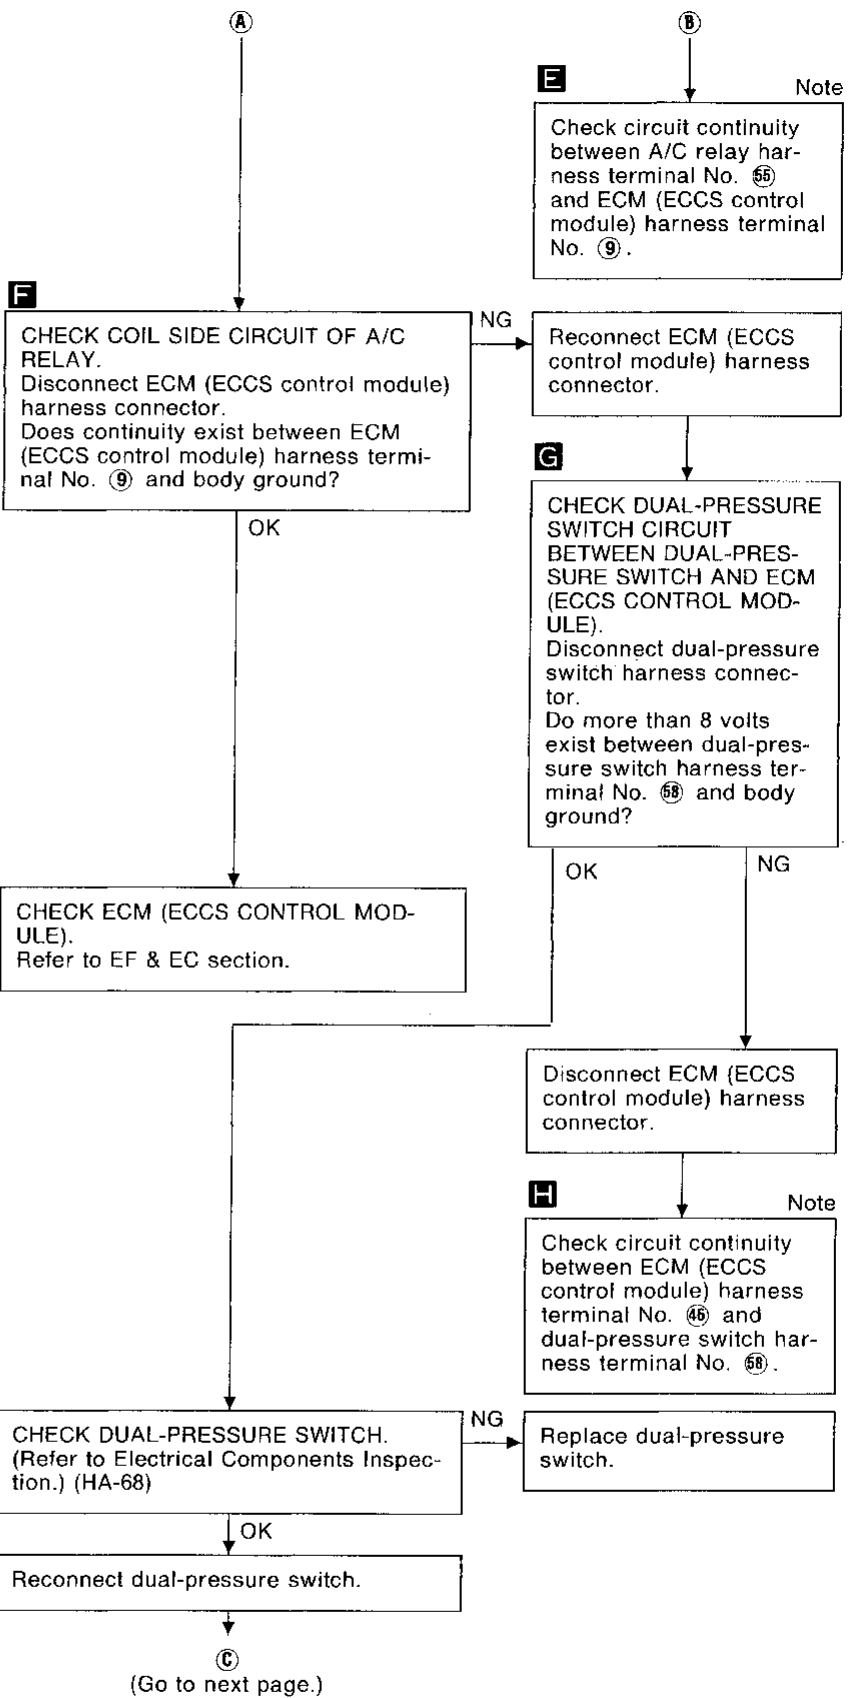 A
B
E
Note
Check circuit continuity
between A/C relay har-
ness terminal No. 55
and ECM (ECCS control
module) harness terminal
No. 9 .
F
CHECK COIL SIDE CIRCUIT OF A/C
RELAY.
Disconnect ECM (ECCS control module)
harness connector.
Does continuity exist between ECM
(ECCS control module) harness termi-
nal No. 9 and body ground?
NG
Reconnect ECM (ECCS
control module) harness
connector.
OK
G
CHECK DUAL-PRESSURE
SWITCH CIRCUIT
BETWEEN DUAL-PRES-
SURE SWITCH AND ECM
(ECCS CONTROL MOD-
ULE).
Disconnect dual-pressure
switch harness connec-
tor.
Do more than 8 volts
exist between dual-pres-
sure switch harness ter-
minal No. 58 and body
ground?
OK
NG
CHECK ECM (ECCS CONTROL MOD-
ULE).
Refer to EF & EC section.
Disconnect ECM (ECCS
control module) harness
connector.
H
Note
Check circuit continuity
between ECM (ECCS
control module) harness
terminal No. 46 and
dual-pressure switch har-
ness terminal No. 58 .
CHECK DUAL-PRESSURE SWITCH.
(Refer to Electrical Components Inspec-
tion.) (HA-68)
NG
Replace dual-pressure
switch.
OK
Reconnect dual-pressure switch.
C
(Go to next page.)